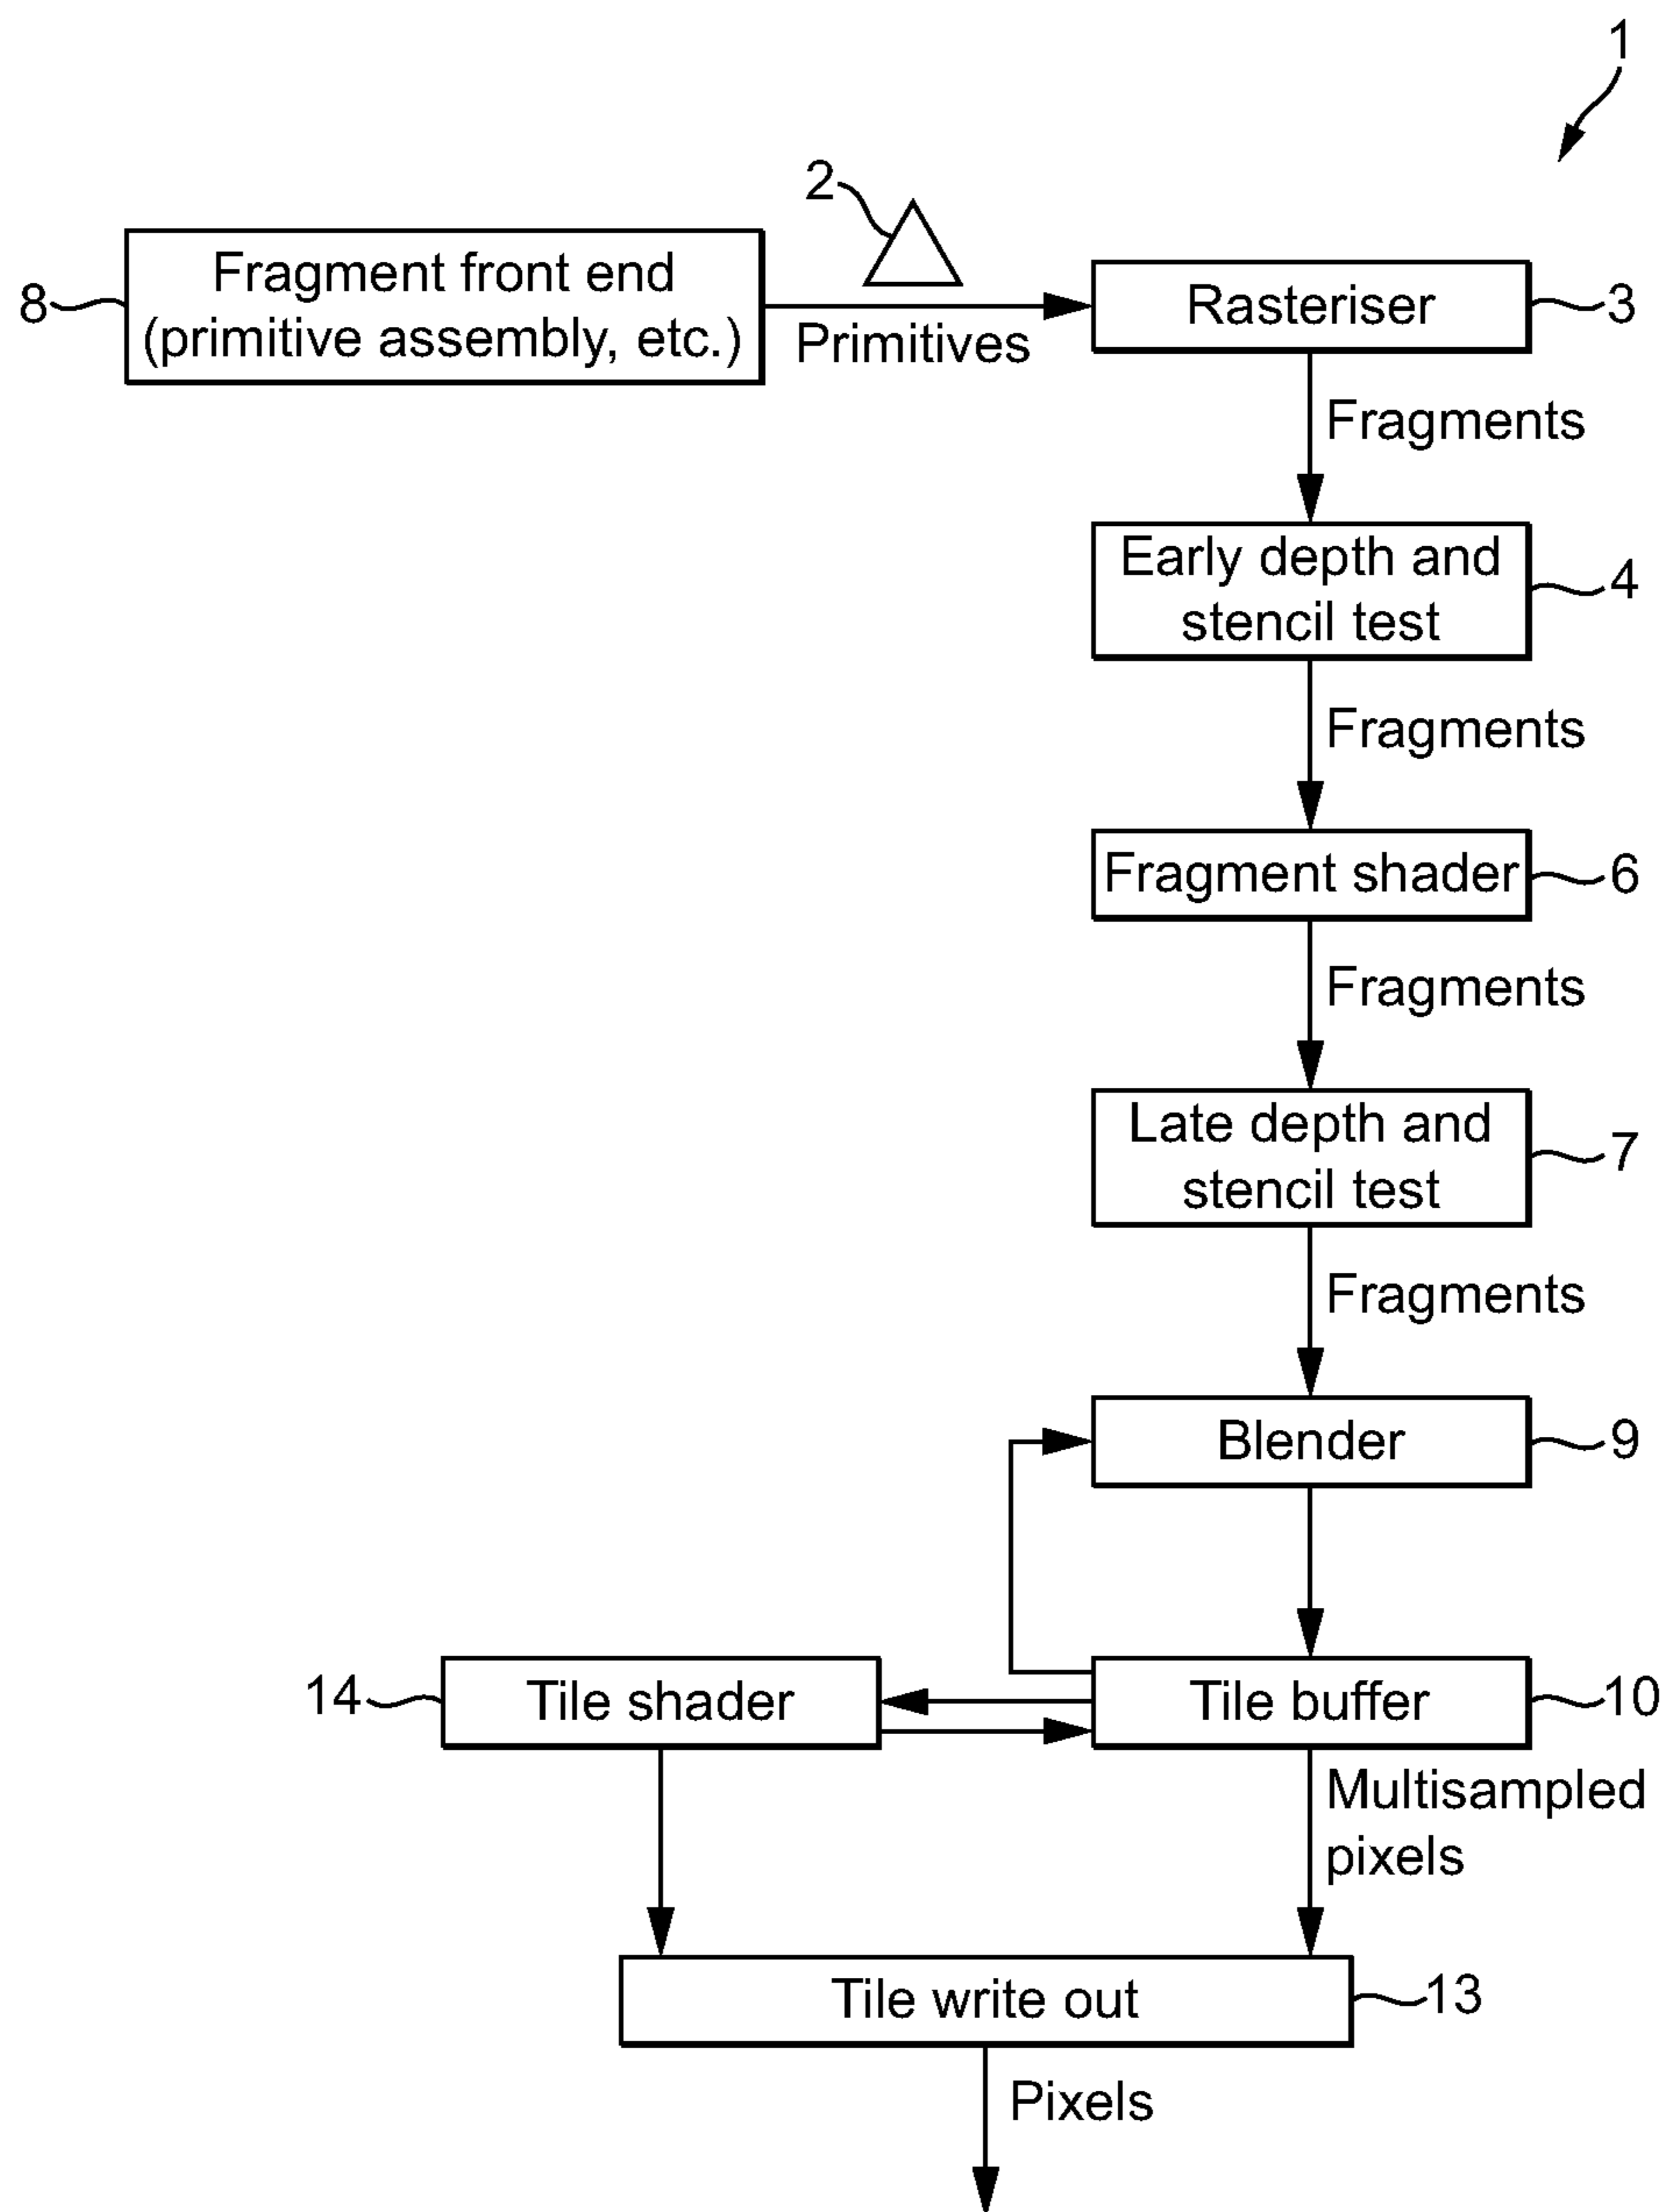 1
2
8
Fragment front end
(primitive assembly, etc.)
Primitives
Rasteriser
3
Fragments
Early depth and
stencil test
4
Fragments
Fragment shader
6
Fragments
Late depth and
stencil test
7
Fragments
Blender
9
14
Tile shader
Tile buffer
10
Multisampled
pixels
Tile write out
13
Pixels